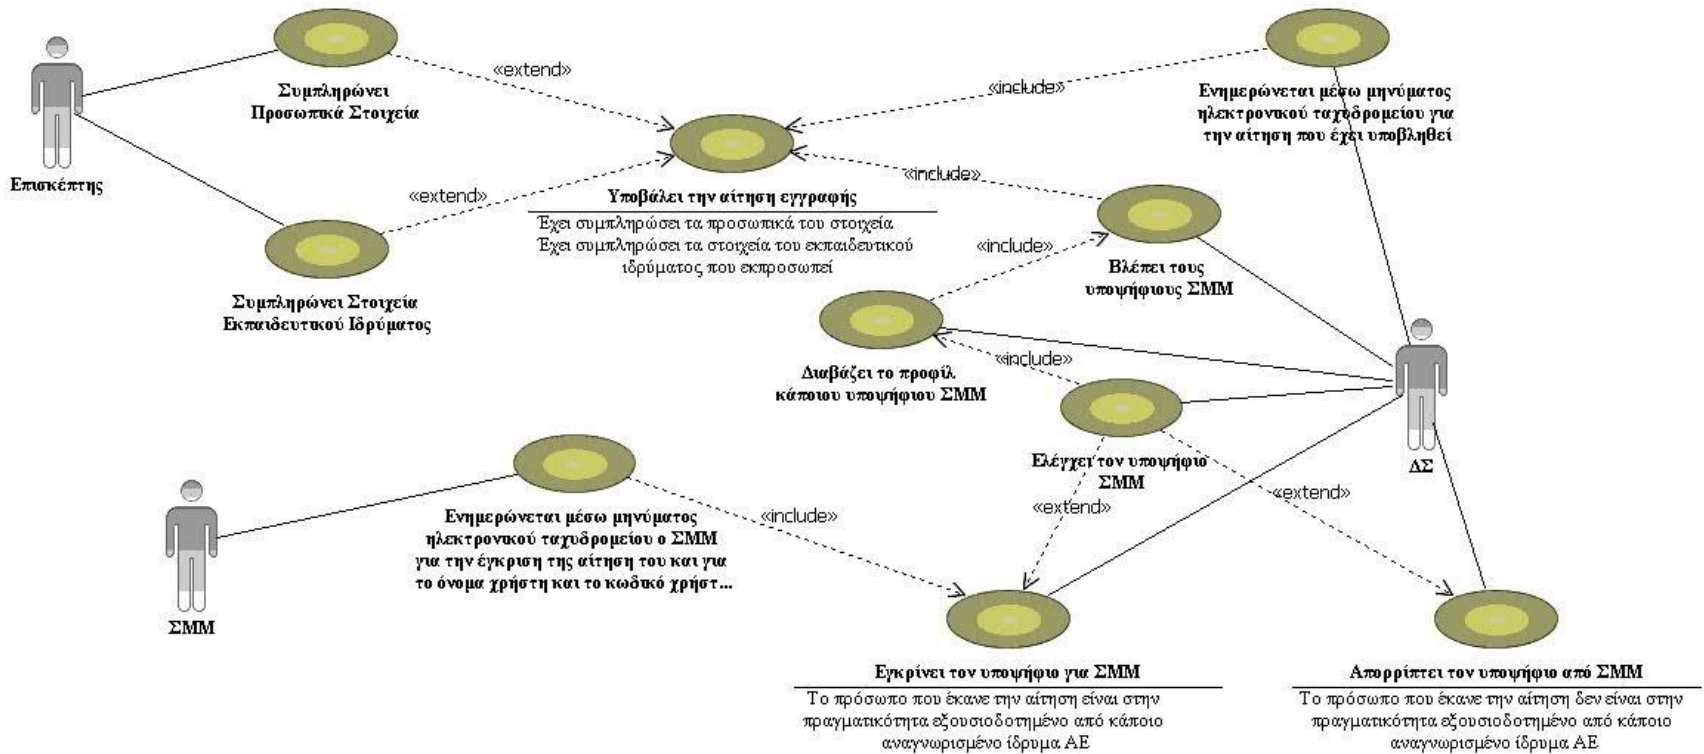 «extend»
«include»
Συμπληρώνει
Προσωπικά Στοιχεία
Ενημερώνεται μέσω μηνύματος
ηλεκτρονικού ταχυδρομείου για
την αίτηση που έχει υποβληθεί
Επισκέπτης
«extend»
«include»
Υποβάλει την αίτηση εγγραφής
Έχει συμπληρώσει τα προσωπικά του στοιχεία
Έχει συμπληρώσει τα στοιχεία του εκπαιδευτικού
ιδρύματος που εκπροσωπεί
«include»
Βλέπει τους
υποψήφιους ΣΜΜ
Συμπληρώνει Στοιχεία
Εκπαιδευτικού Ιδρύματος
«include»
Διαβάζει το προφίλ
κάποιου υποψήφιου ΣΜΜ
Ελέγχει τον υποψήφιο
ΣΜΜ
ΔΣ
«extend»
«extend»
«include»
Ενημερώνεται μέσω μηνύματος
ηλεκτρονικού ταχυδρομείου ο ΣΜΜ
για την έγκριση της αίτηση του και για
το όνομα χρήστη και το κωδικό χρήστ...
ΣΜΜ
Εγκρίνει τον υποψήφιο για ΣΜΜ
Το πρόσωπο που έκανε την αίτηση είναι στην
πραγματικότητα εξουσιοδοτημένο από κάποιο
αναγνωρισμένο ίδρυμα ΑΕ
Απορρίπτει τον υποψήφιο από ΣΜΜ
Το πρόσωπο που έκανε την αίτηση δεν είναι στην
πραγματικότητα εξουσιοδοτημένο από κάποιο
αναγνωρισμένο ίδρυμα ΑΕ